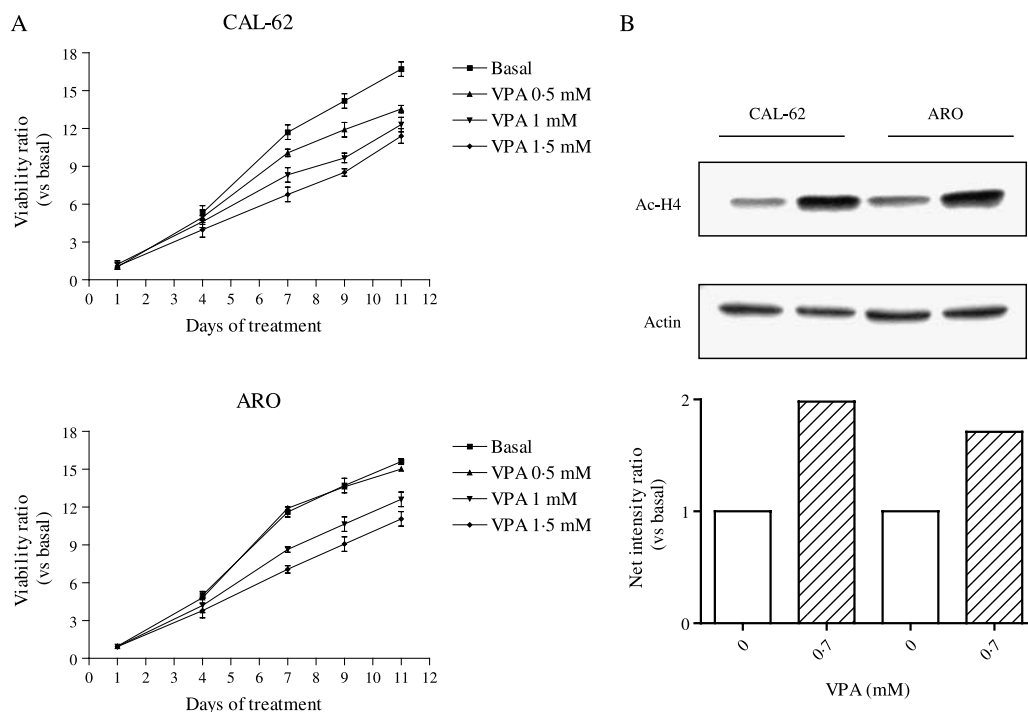 A
CAL-62
18
15
12
9
6
3
0
Viability ratio
(vs basal)
0 1 2 3 4 5 6 7 8 9 10 11 12
Days of treatment
Basal
VPA 0·5 mM
VPA 1 mM
VPA 1·5 mM
ARO
18
15
12
9
6
3
0
Viability ratio
(vs basal)
0 1 2 3 4 5 6 7 8 9 10 11 12
Days of treatment
Basal
VPA 0·5 mM
VPA 1 mM
VPA 1·5 mM
B
CAL-62 ARO
Ac-H4
Actin
2
1
0
Net intensity ratio
(vs basal)
0 0·7 0 0·7
VPA (mM)